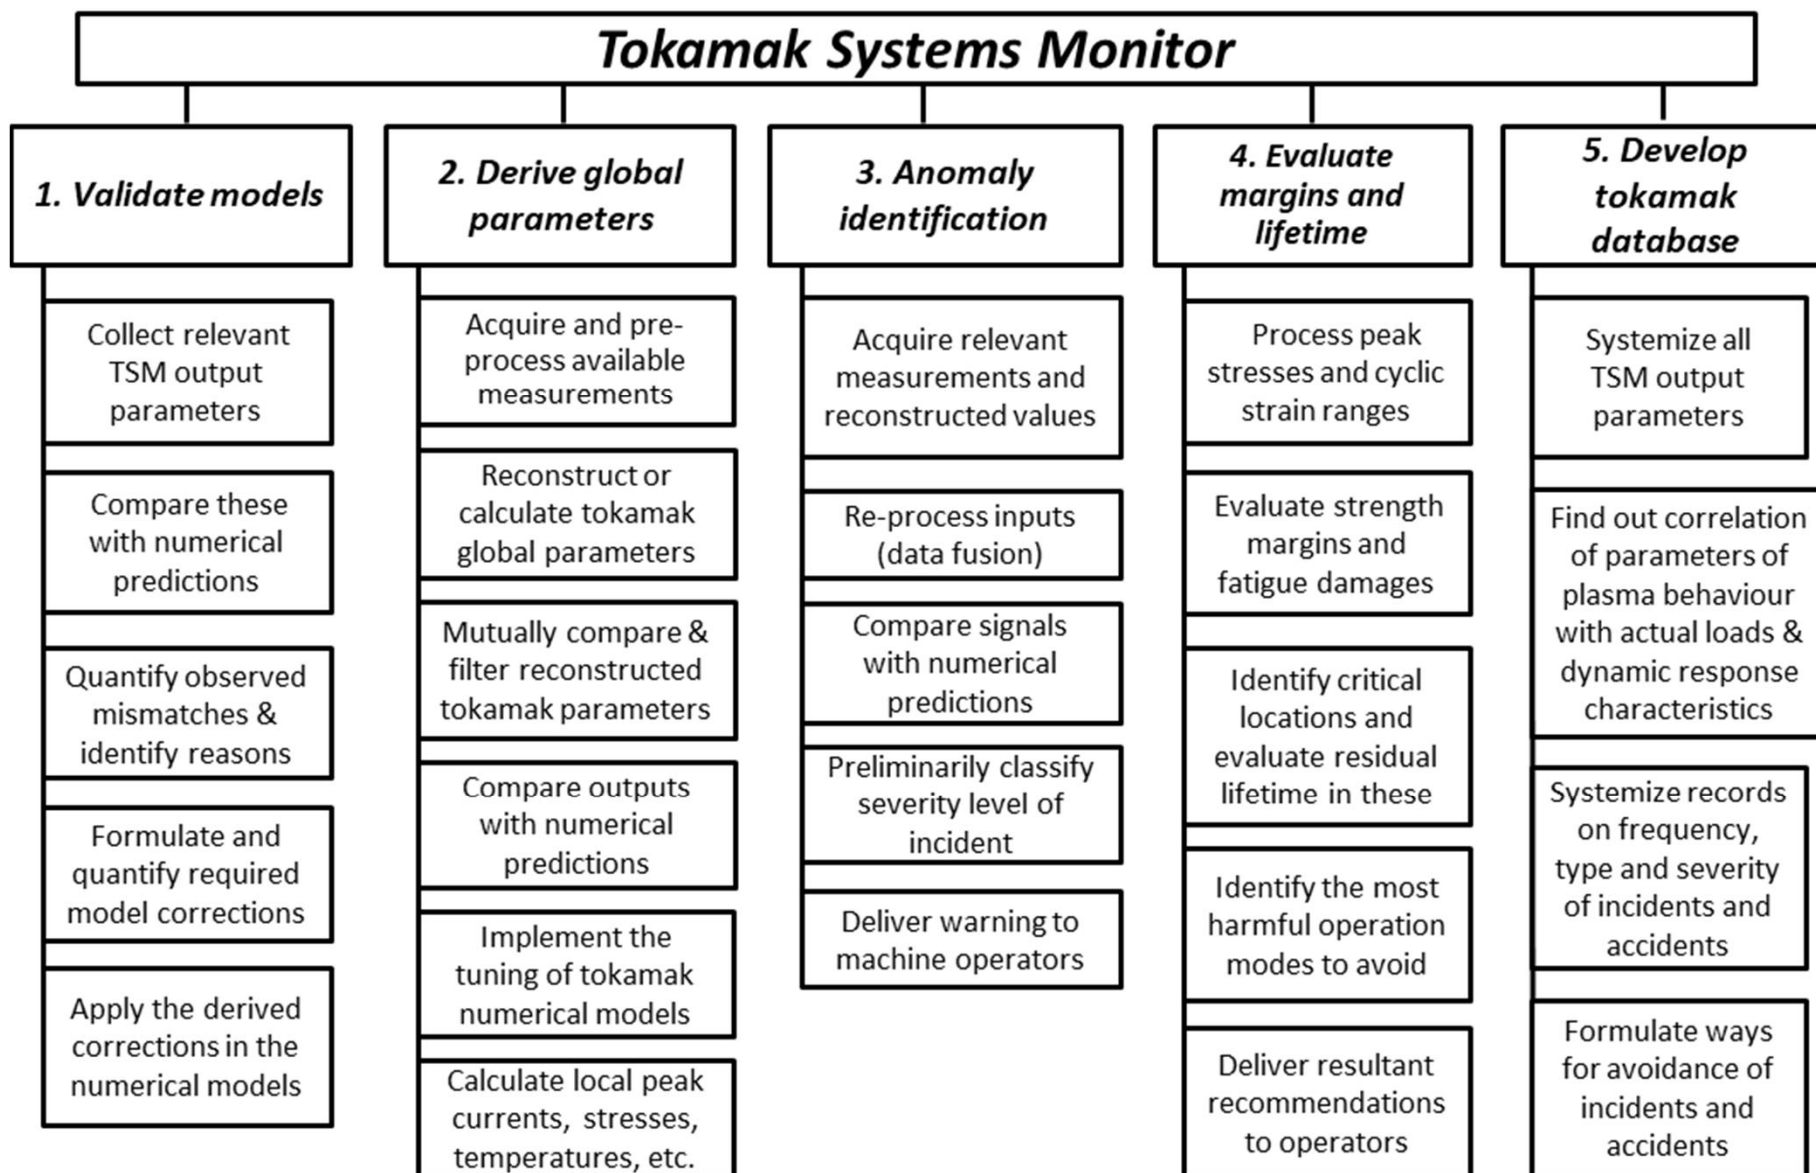 Tokamak Systems Monitor
1. Validate models
Collect relevant
TSM output
parameters
Compare these
with numerical
predictions
Quantify observed
mismatches &
identify reasons
Formulate and
quantify required
model corrections
Apply the derived
corrections in the
numerical models
2. Derive global
parameters
Acquire and pre-
process available
measurements
Reconstruct or
calculate tokamak
global parameters
Mutually compare &
filter reconstructed
tokamak parameters
Compare outputs
with numerical
predictions
Implement the
tuning of tokamak
numerical models
Calculate local peak
currents, stresses,
temperatures, etc.
3. Anomaly
identification
Acquire relevant
measurements and
reconstructed values
Re-process inputs
(data fusion)
Compare signals
with numerical
predictions
Preliminarily classify
severity level of
incident
Deliver warning to
machine operators
4. Evaluate
margins and
lifetime
Process peak
stresses and cyclic
strain ranges
Evaluate strength
margins and
fatigue damages
Identify critical
locations and
evaluate residual
lifetime in these
Identify the most
harmful operation
modes to avoid
Deliver resultant
recommendations
to operators
5. Develop
tokamak
database
Systemize all
TSM output
parameters
Find out correlation
of parameters of
plasma behaviour
with actual loads &
dynamic response
characteristics
Systemize records
on frequency,
type and severity
of incidents and
accidents
Formulate ways
for avoidance of
incidents and
accidents